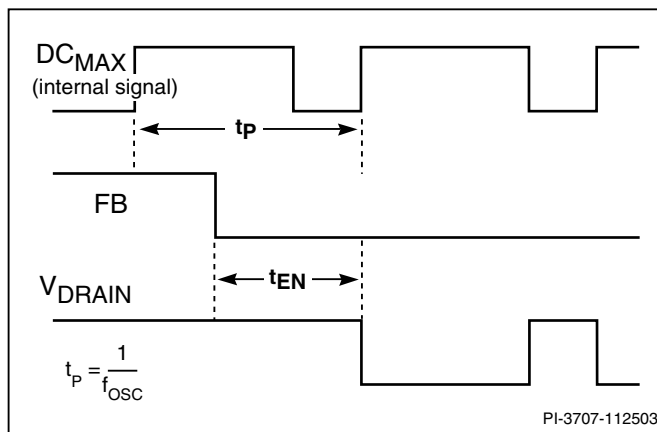 DCMAX
(internal signal)
tP
FB
tEN
VDRAIN
tP = 1
fOSC
PI-3707-112503